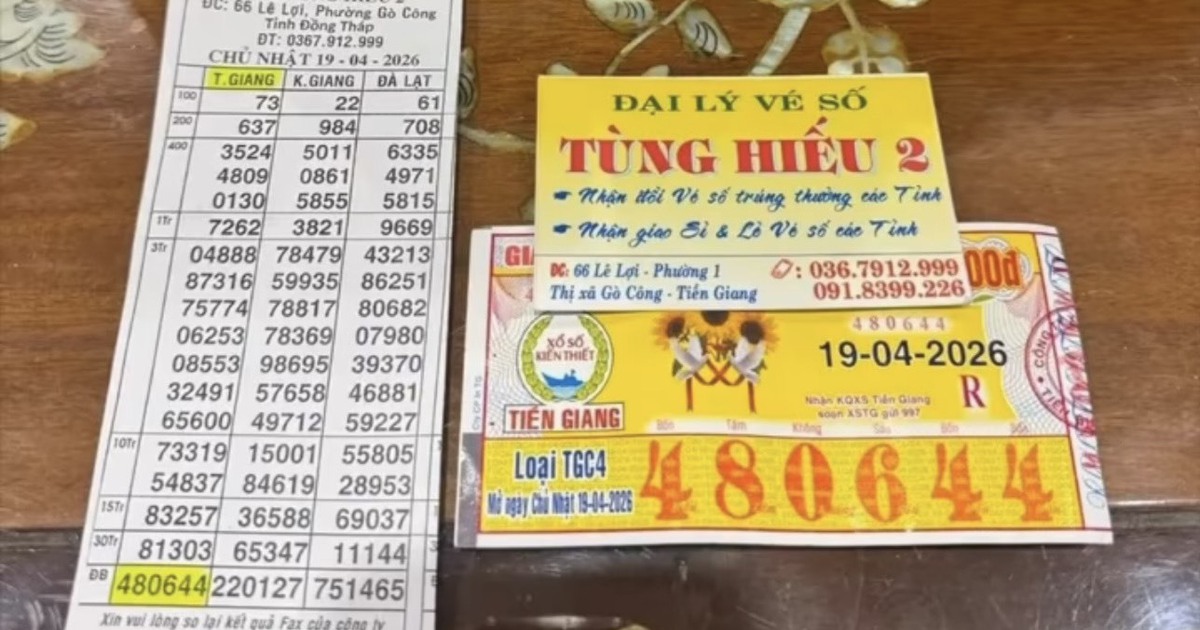 ĐC: 66 Lê Lợi, Phường Gò Công
Tỉnh Đồng Tháp
ĐT: 0367.912.999
CHỦ NHẬT 19 - 04 - 2026
T.GIANG K.GIANG ĐÀ LẠT
100 73 22 61
200 637 984 708
400 3524 5011 6335
4809 0861 4971
0130 5855 5815
1Tr 7262 3821 9669
3Tr 04888 78479 43213
87316 59935 86251
75774 78817 80682
06253 78369 07980
08553 98695 39370
32491 57658 46881
65600 49712 59227
10Tr 73319 15001 55805
54837 84619 28953
15Tr 83257 36588 69037
30Tr 81303 65347 11144
ĐB 480644 220127 751465
Xin vui lòng so lại kết quả Fax của công ty
ĐẠI LÝ VÉ SỐ
TÙNG HIẾU 2
Nhận đổi Vé số trúng thưởng các Tỉnh
Nhận giao Sỉ & Lẻ Vé số các Tỉnh
ĐC: 66 Lê Lợi - Phường 1
Thị xã Gò Công - Tiền Giang
: 036.7912.999
091.8399.226
00đ
480644
XỔ SỐ
KIẾN THIẾT
19-04-2026
Nhận KQXS Tiền Giang
soạn XSTG gửi 997
R
TIỀN GIANG
Bốn Tám Không Sáu Bốn Bốn
Loại TGC4
Mở ngày Chủ Nhật 19-04-2026
480644